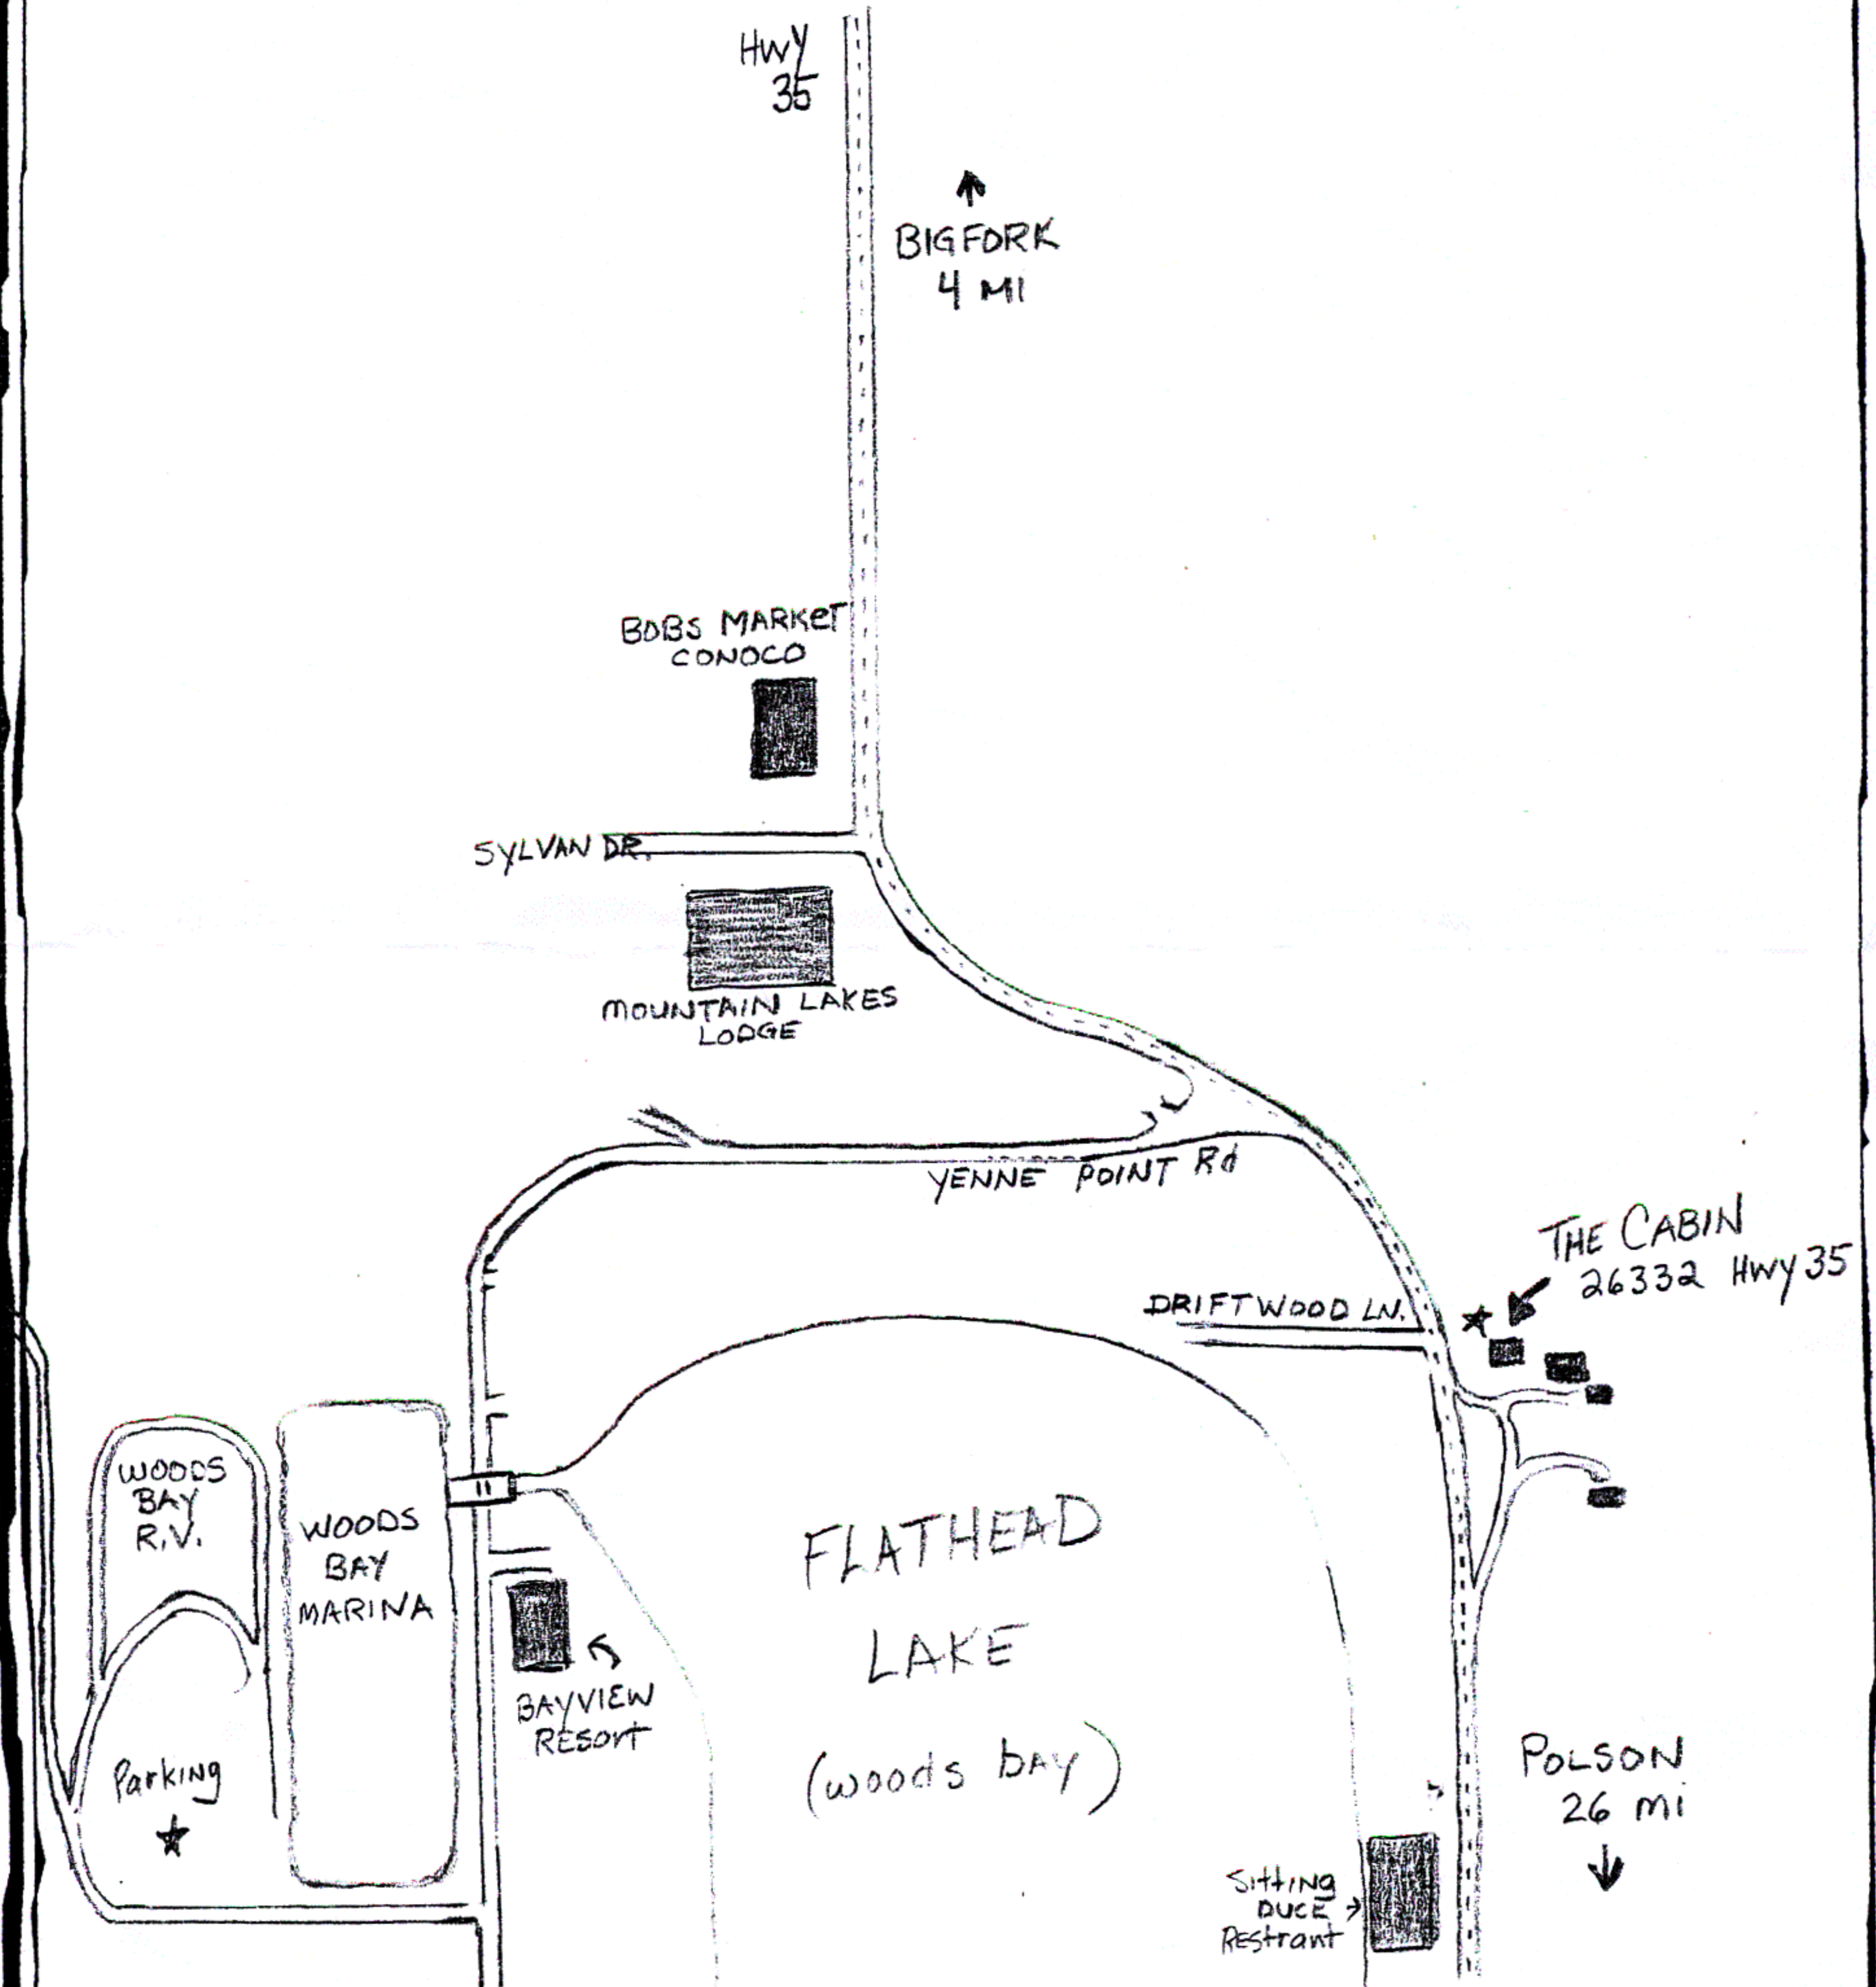 HWY
35
BIGFORK
4 MI
BOBS MARKET
CONOCO
SYLVAN DR.
MOUNTAIN LAKES
LODGE
YENNE POINT Rd
THE CABIN
26332 HWY 35
DRIFTWOOD LN.
WOODS
BAY
R.V.
WOODS
BAY
MARINA
FLATHEAD
LAKE
(woods bay)
BAYVIEW
RESort
Parking
POLSON
26 mi
Sitting
DUCE
REStrant